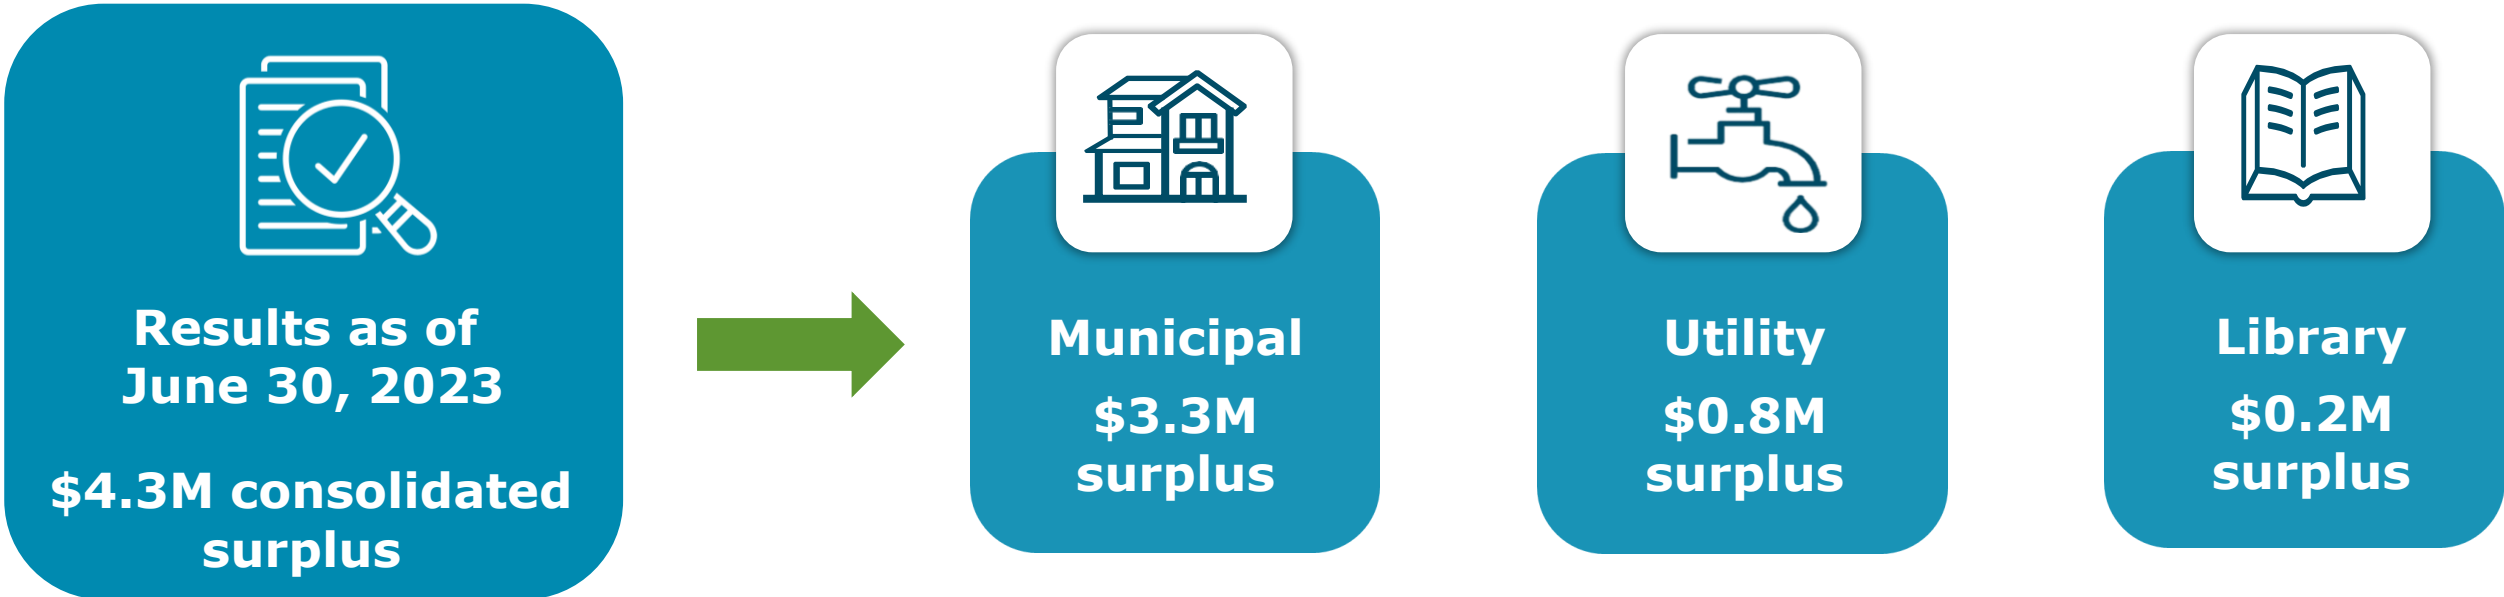 Results as of
June 30, 2023
$4.3M consolidated
surplus
Municipal
$3.3M
surplus
Utility
$0.8M
surplus
Library
$0.2M
surplus